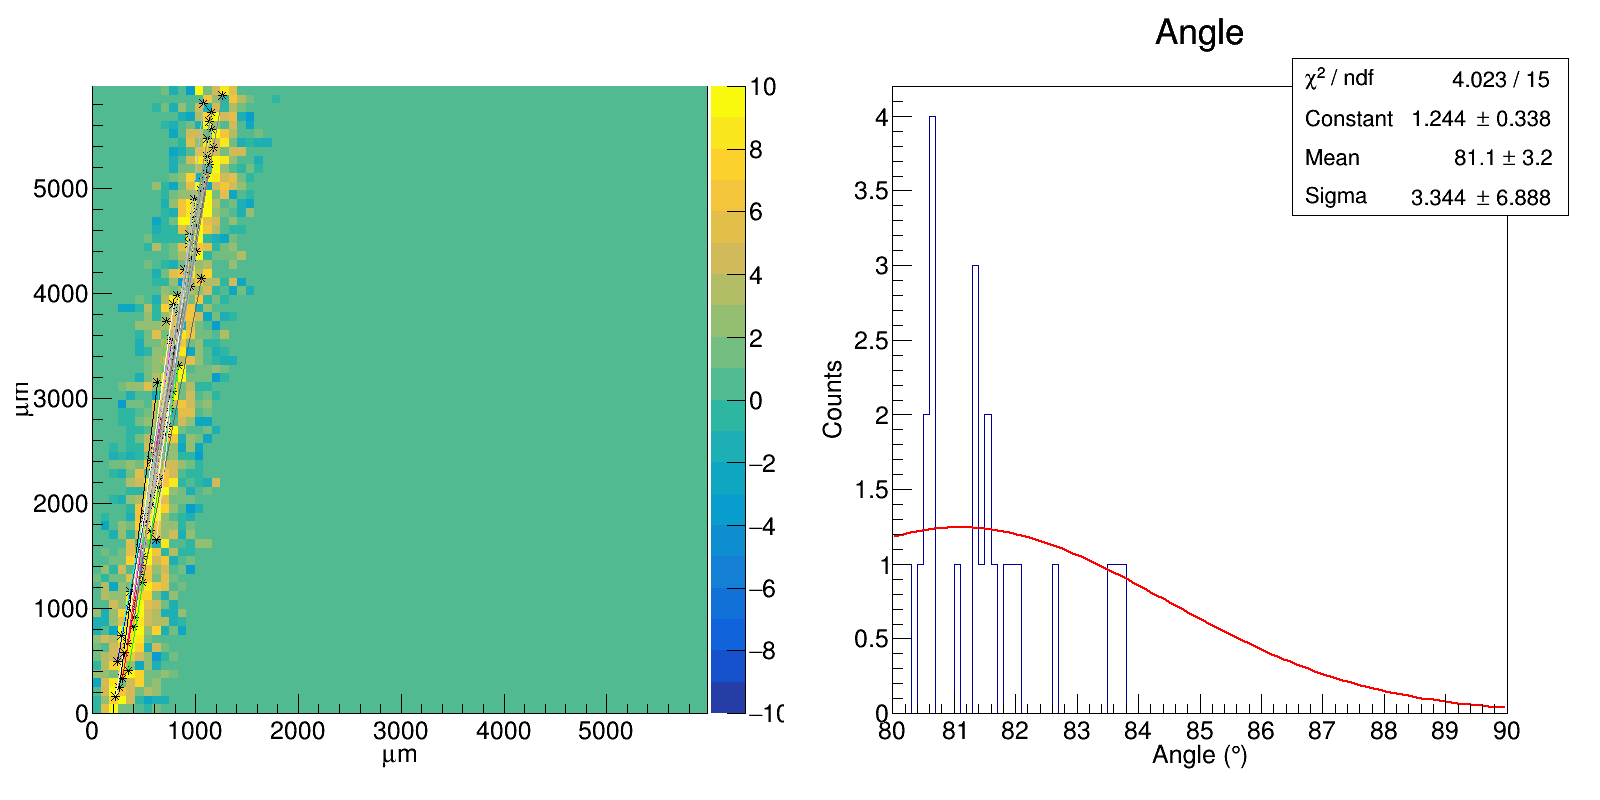 Angle
χ² / ndf 4.023 / 15
Constant 1.244 ± 0.338
Mean 81.1 ± 3.2
Sigma 3.344 ± 6.888
μm
5000
4000
3000
2000
1000
0
0 1000 2000 3000 4000 5000
μm
10
8
6
4
2
0
−2
−4
−6
−8
−10
Counts
4
3.5
3
2.5
2
1.5
1
0.5
0
80 81 82 83 84 85 86 87 88 89 90
Angle (°)